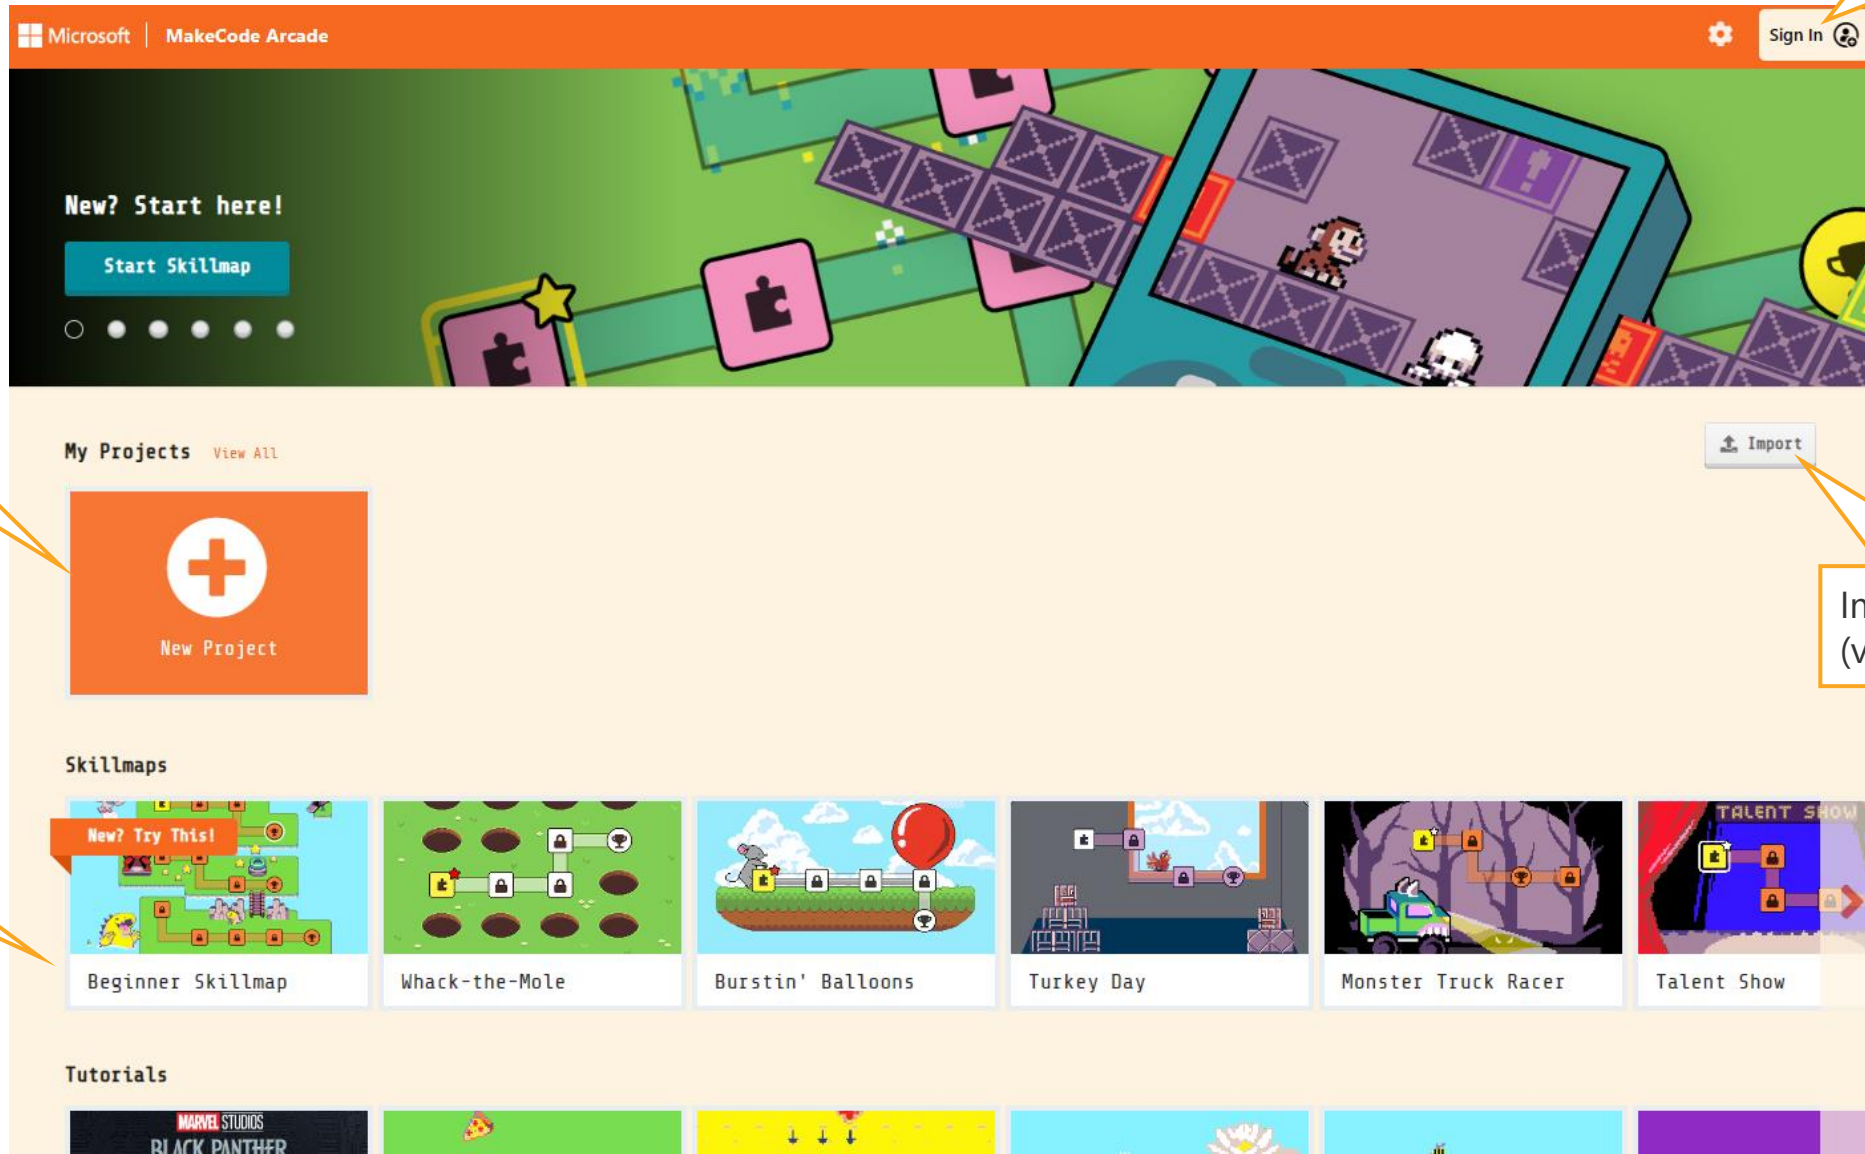 Microsoft | MakeCode Arcade
Sign In
New? Start here!
Start Skillmap
My Projects View All
Import
New Project
Skillmaps
New? Try This!
TALENT SHOW
Beginner Skillmap
Whack-the-Mole
Burstin' Balloons
Turkey Day
Monster Truck Racer
Talent Show
Tutorials
MARVEL STUDIOS
BLACK PANTHER